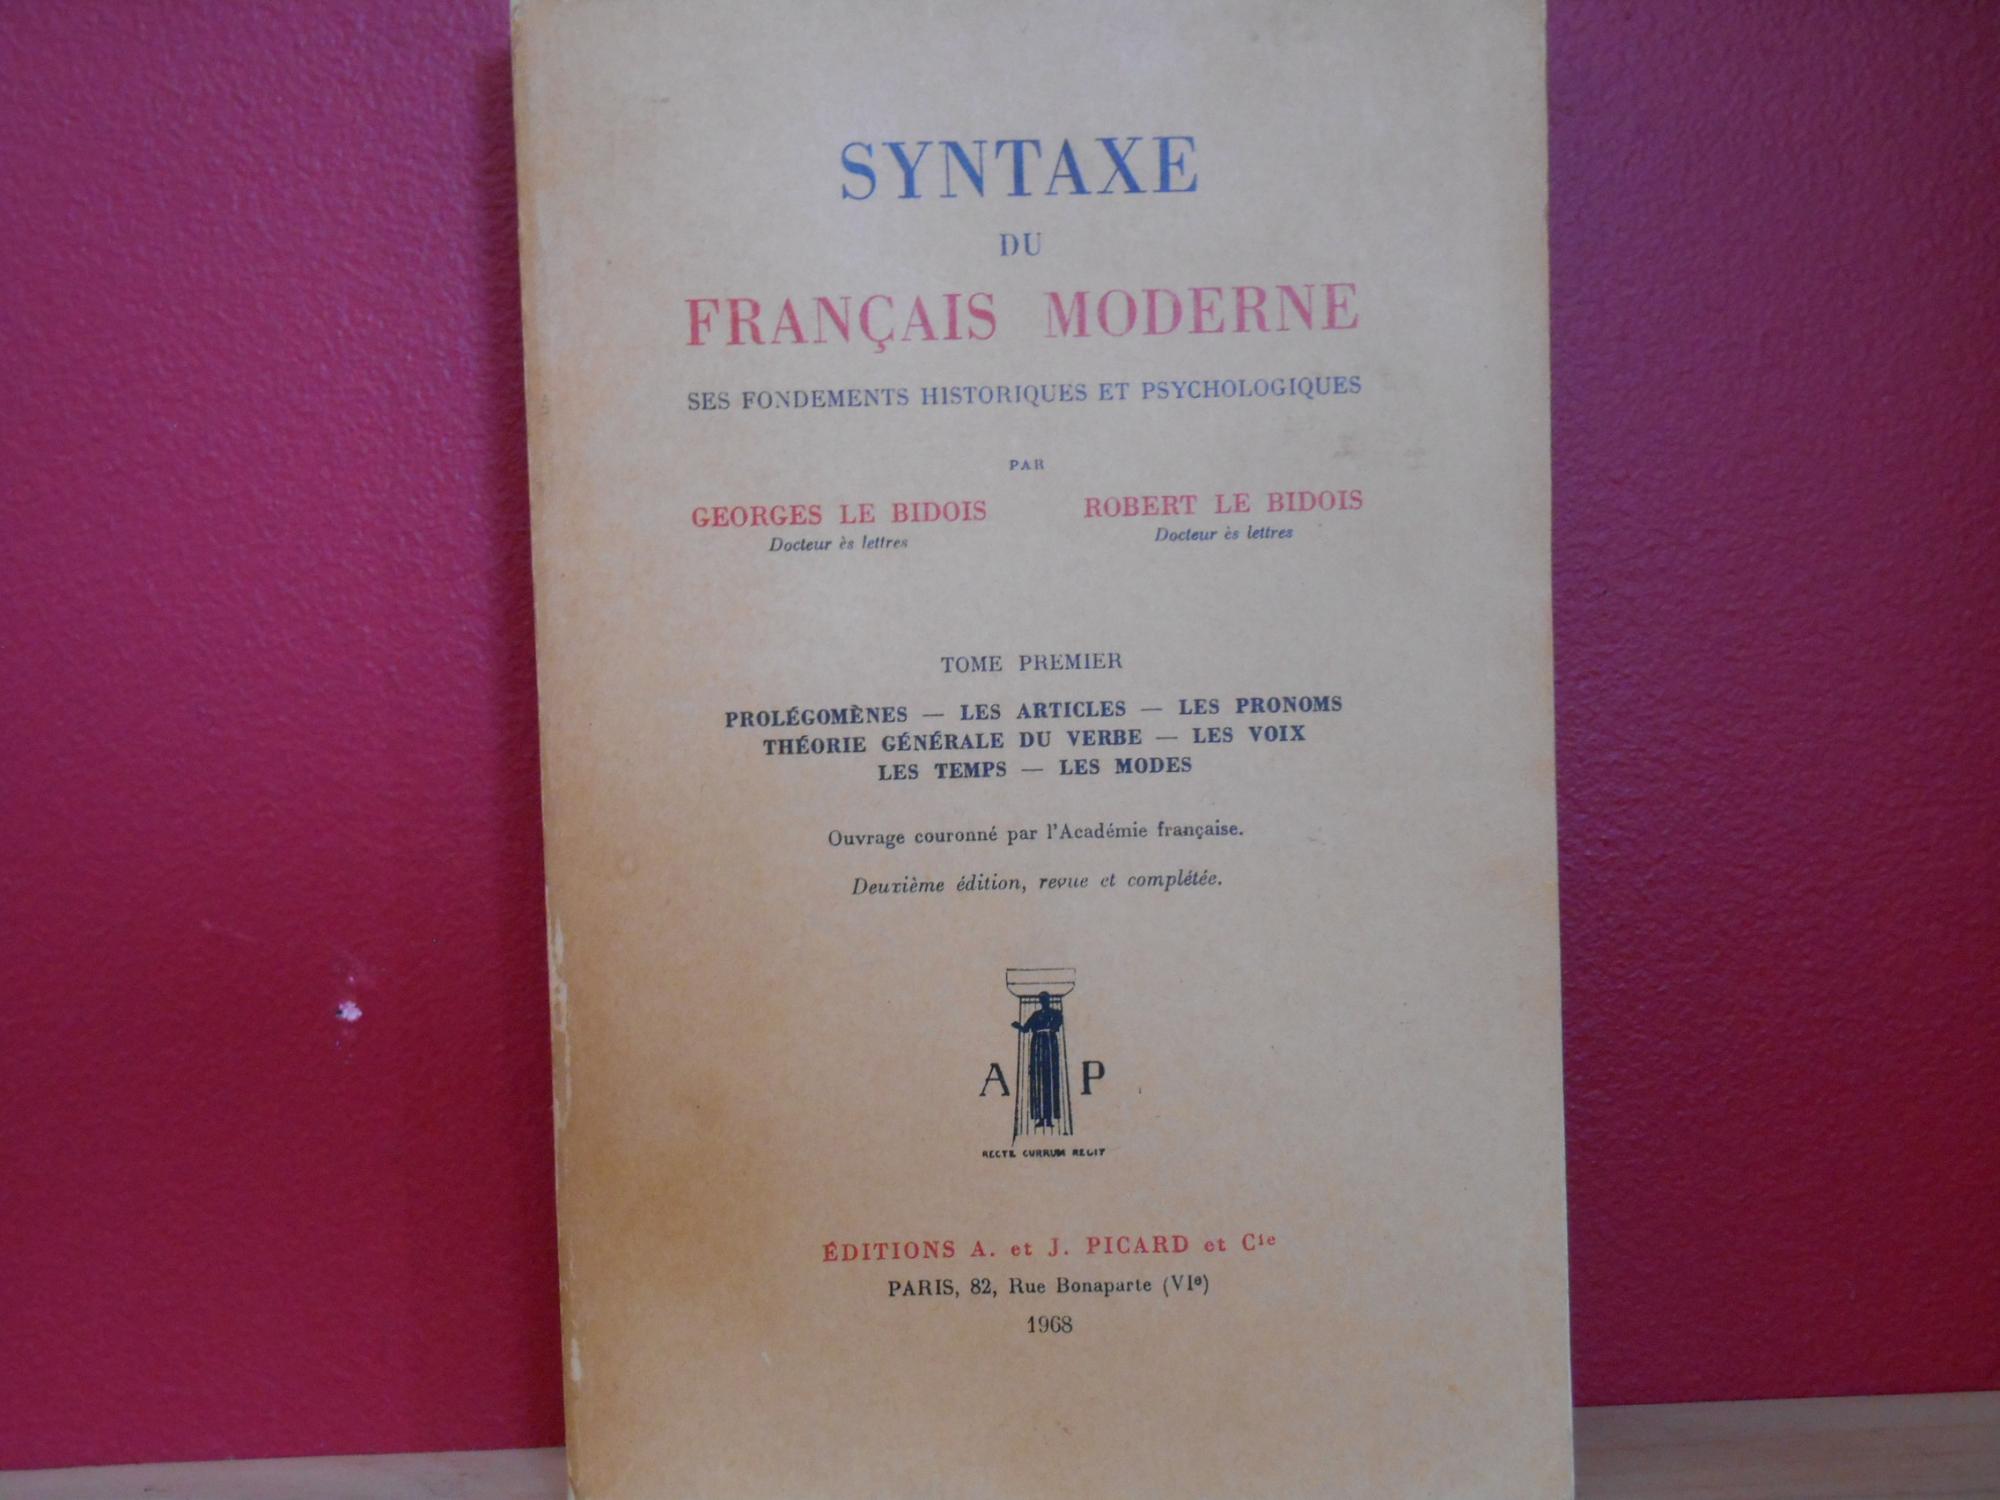 SYNTAXE
DU
FRANÇAIS MODERNE
SES FONDEMENTS HISTORIQUES ET PSYCHOLOGIQUES
PAR
GEORGES LE BIDOIS ROBERT LE BIDOIS
Docteur ès lettres Docteur ès lettres
TOME PREMIER
PROLÉGOMÈNES — LES ARTICLES — LES PRONOMS
THÉORIE GÉNÉRALE DU VERBE — LES VOIX
LES TEMPS — LES MODES
Ouvrage couronné par l'Académie française.
Deuxième édition, revue et complétée.
A P
RECTE CURRUM REGIT
ÉDITIONS A. et J. PICARD et Cie
PARIS, 82, Rue Bonaparte (VIe)
1968